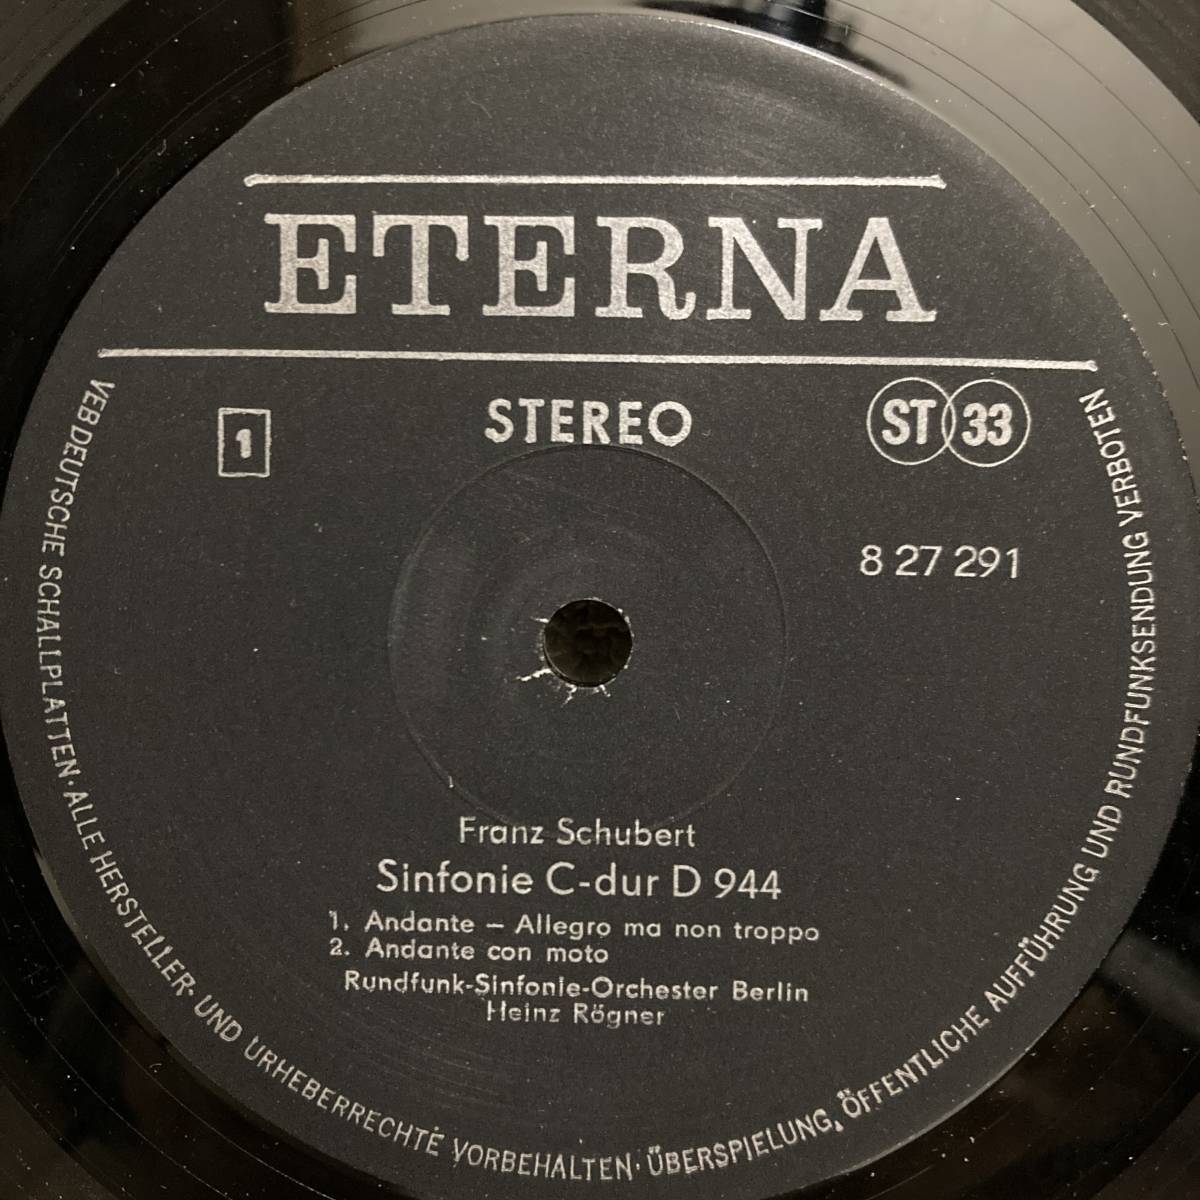 ETERNA
STEREO
1
ST 33
8 27 291
Franz Schubert
Sinfonie C-dur D 944
1. Andante – Allegro ma non troppo
2. Andante con moto
Rundfunk-Sinfonie-Orchester Berlin
Heinz Rögner
VEB DEUTSCHE SCHALLPLATTEN · ALLE HERSTELLER- UND URHEBERRECHTE VORBEHALTEN · ÜBERSPIELUNG, ÖFFENTLICHE AUFFÜHRUNG UND RUNDFUNKSENDUNG VERBOTEN